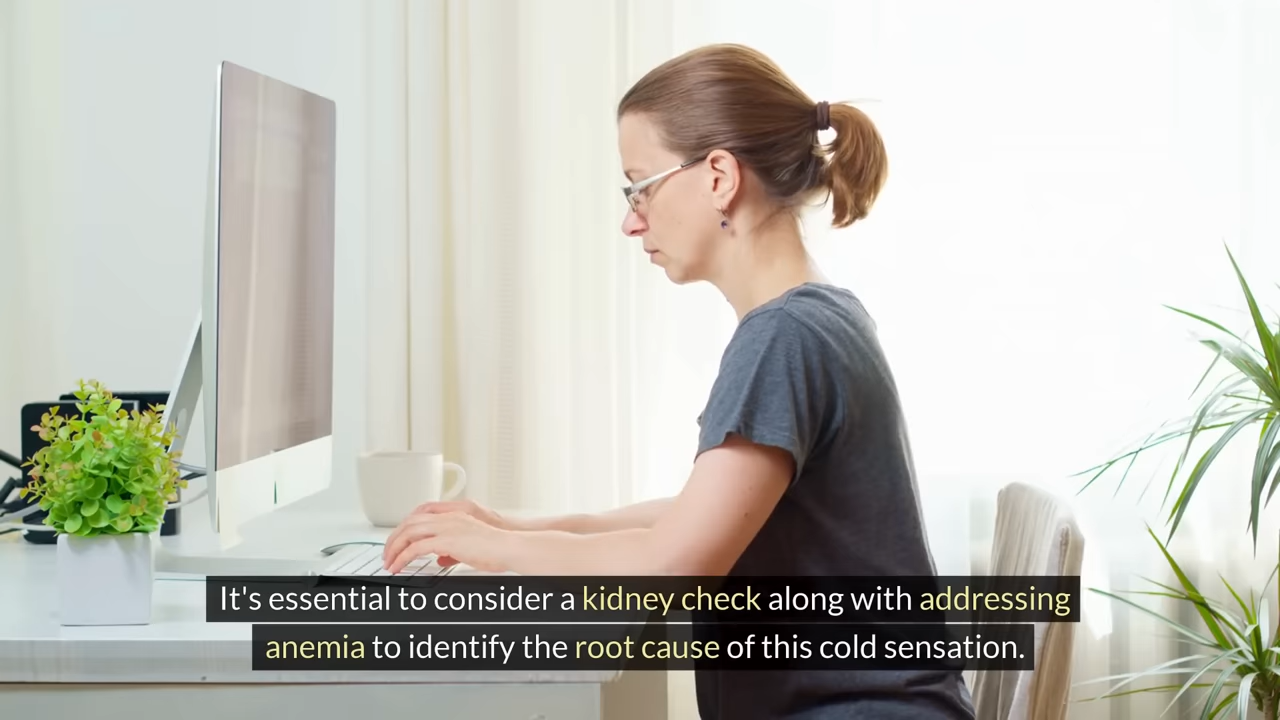 It's essential to consider a kidney check along with addressing
anemia to identify the root cause of this cold sensation.